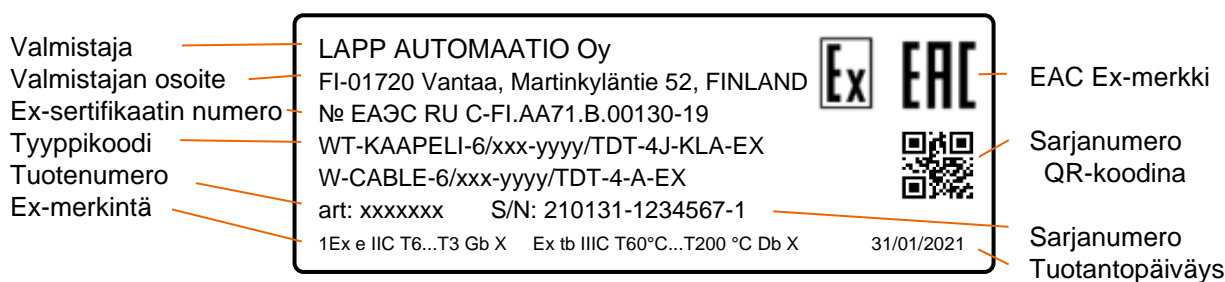 Valmistaja
Valmistajan osoite
Ex-sertifikaatin numero
Tyyppikoodi
Tuotenumero
Ex-merkintä
LAPP AUTOMAATIO Oy
FI-01720 Vantaa, Martinkyläntie 52, FINLAND
№ ЕАЭС RU C-FI.AA71.B.00130-19
WT-KAAPELI-6/xxx-yyyy/TDT-4J-KLA-EX
W-CABLE-6/xxx-yyyy/TDT-4-A-EX
art: xxxxxxx S/N: 210131-1234567-1
1Ex e IIC T6...T3 Gb X Ex tb IIIC T60°C...T200 °C Db X 31/01/2021
Ex EAC
EAC Ex-merkki
Sarjanumero
QR-koodina
Sarjanumero
Tuotantopäiväys